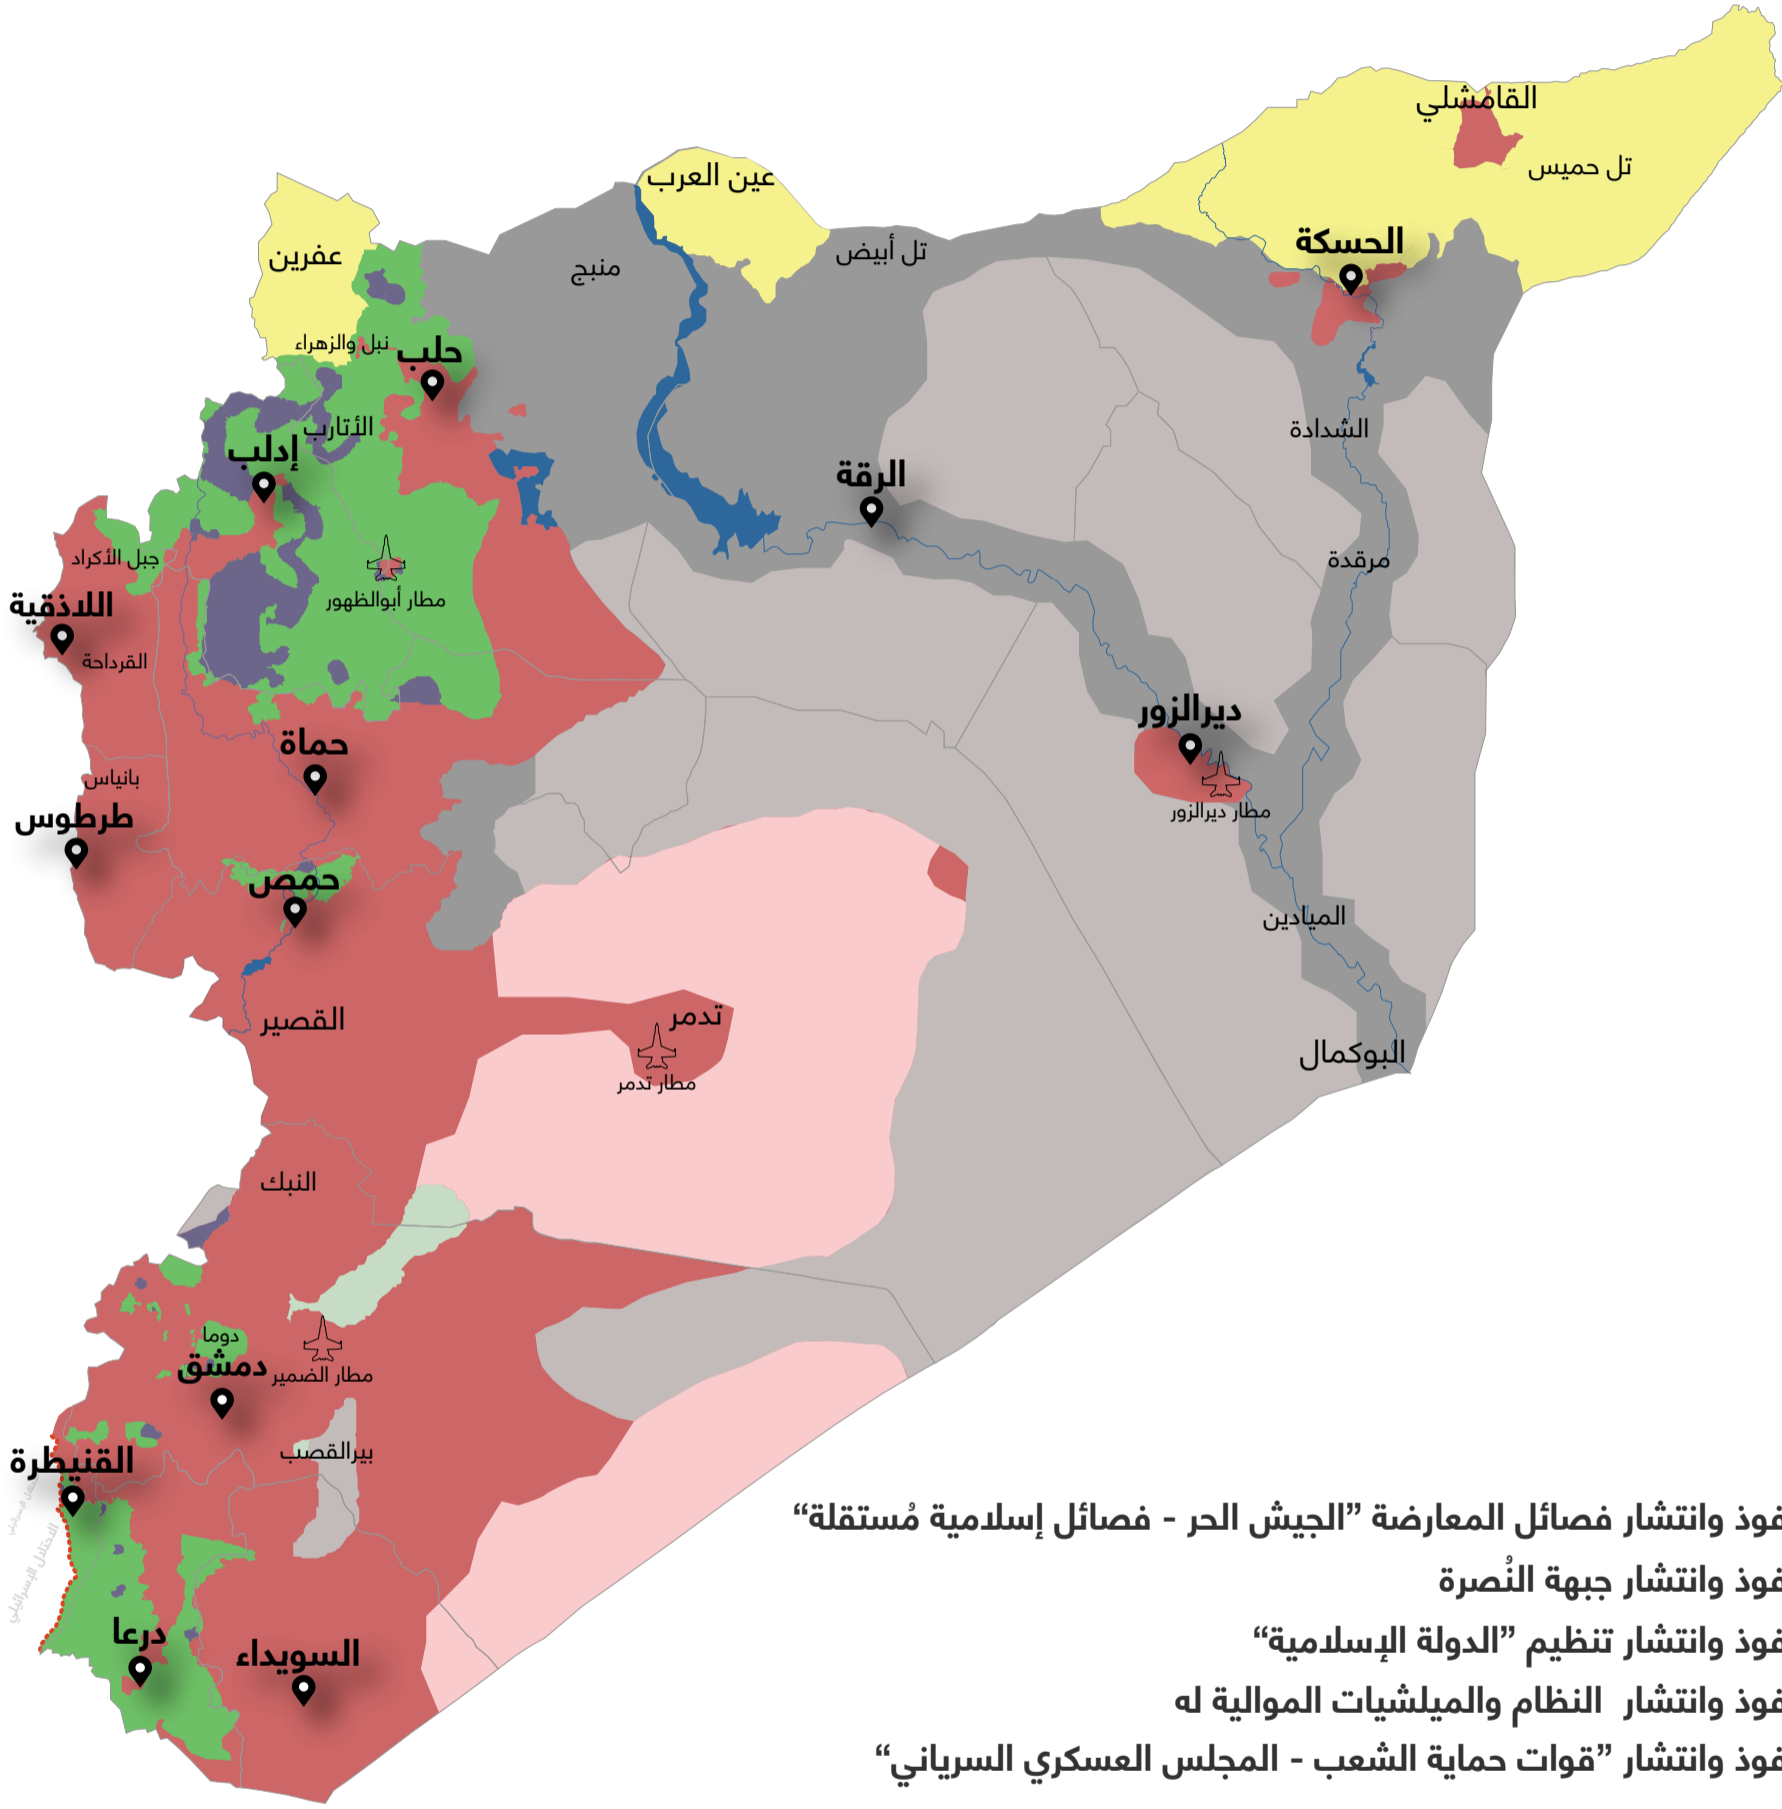 القامشلي
تل حميس
عين العرب
الحسكة
تل أبيض
عفرين
منبج
نبل والزهراء
حلب
الأتارب
الشدادة
إدلب
الرقة
مرقدة
جبل الأكراد
مطار أبوالظهور
اللاذقية
القرداحة
ديرالزور
حماة
بانياس
مطار ديرالزور
طرطوس
حمص
الميادين
تدمر
القصير
البوكمال
مطار تدمر
النبك
دوما
دمشق
مطار الضمير
بيرالقصب
القنيطرة
الاحتلال الإسرائيلي
درعا
السويداء
فوذ وانتشار فصائل المعارضة ”الجيش الحر - فصائل إسلامية مُستقلة“
فوذ وانتشار جبهة النُصرة
فوذ وانتشار تنظيم ”الدولة الإسلامية“
فوذ وانتشار النظام والميلشيات الموالية له
فوذ وانتشار ”قوات حماية الشعب - المجلس العسكري السرياني“